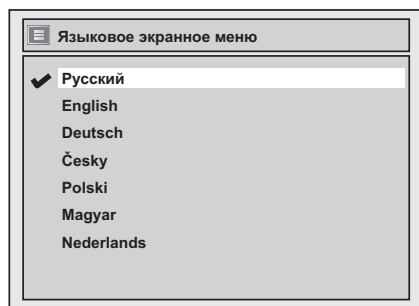 Языковое экранное меню
Русский
English
Deutsch
Česky
Polski
Magyar
Nederlands